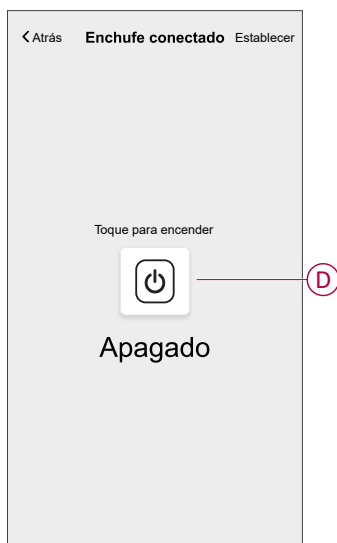 Atrás Enchufe conectado Establecer
Toque para encender
D
Apagado